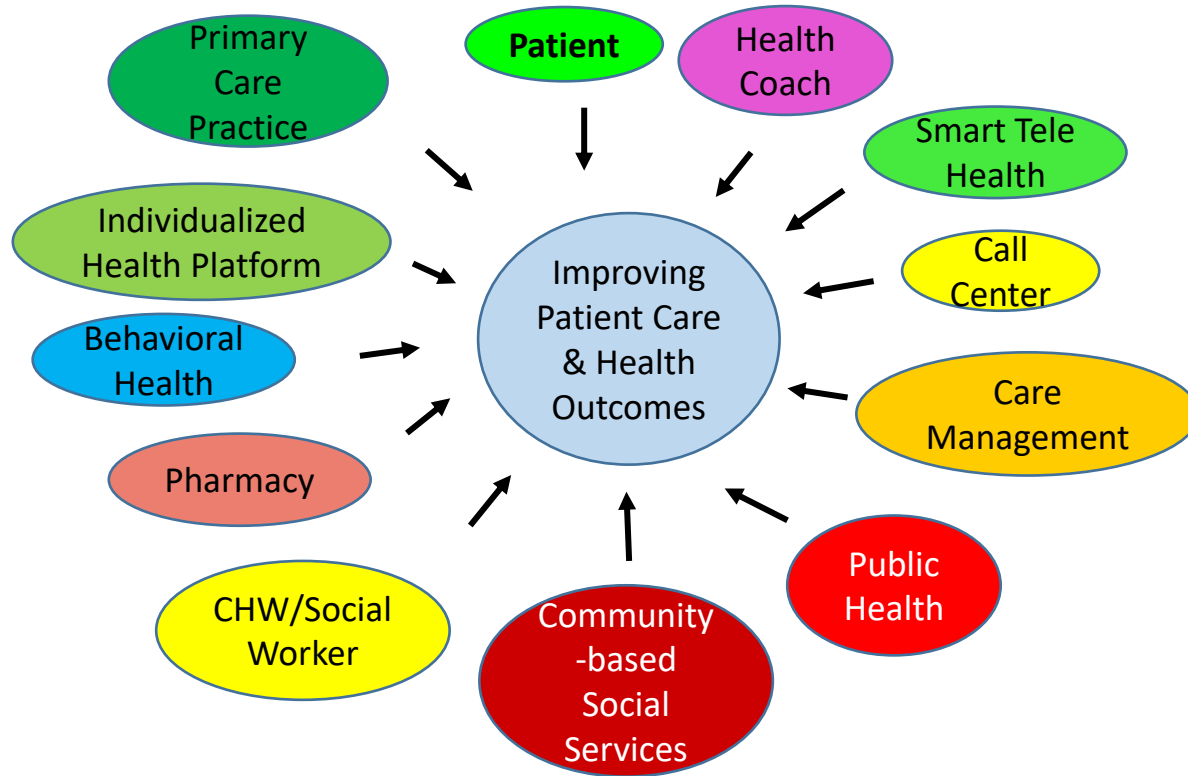 Primary
Care
Practice
Patient
Health
Coach
Smart Tele
Health
Individualized
Health Platform
Call
Center
Improving
Patient Care
& Health
Outcomes
Behavioral
Health
Care
Management
Pharmacy
Public
Health
CHW/Social
Worker
Community
-based
Social
Services